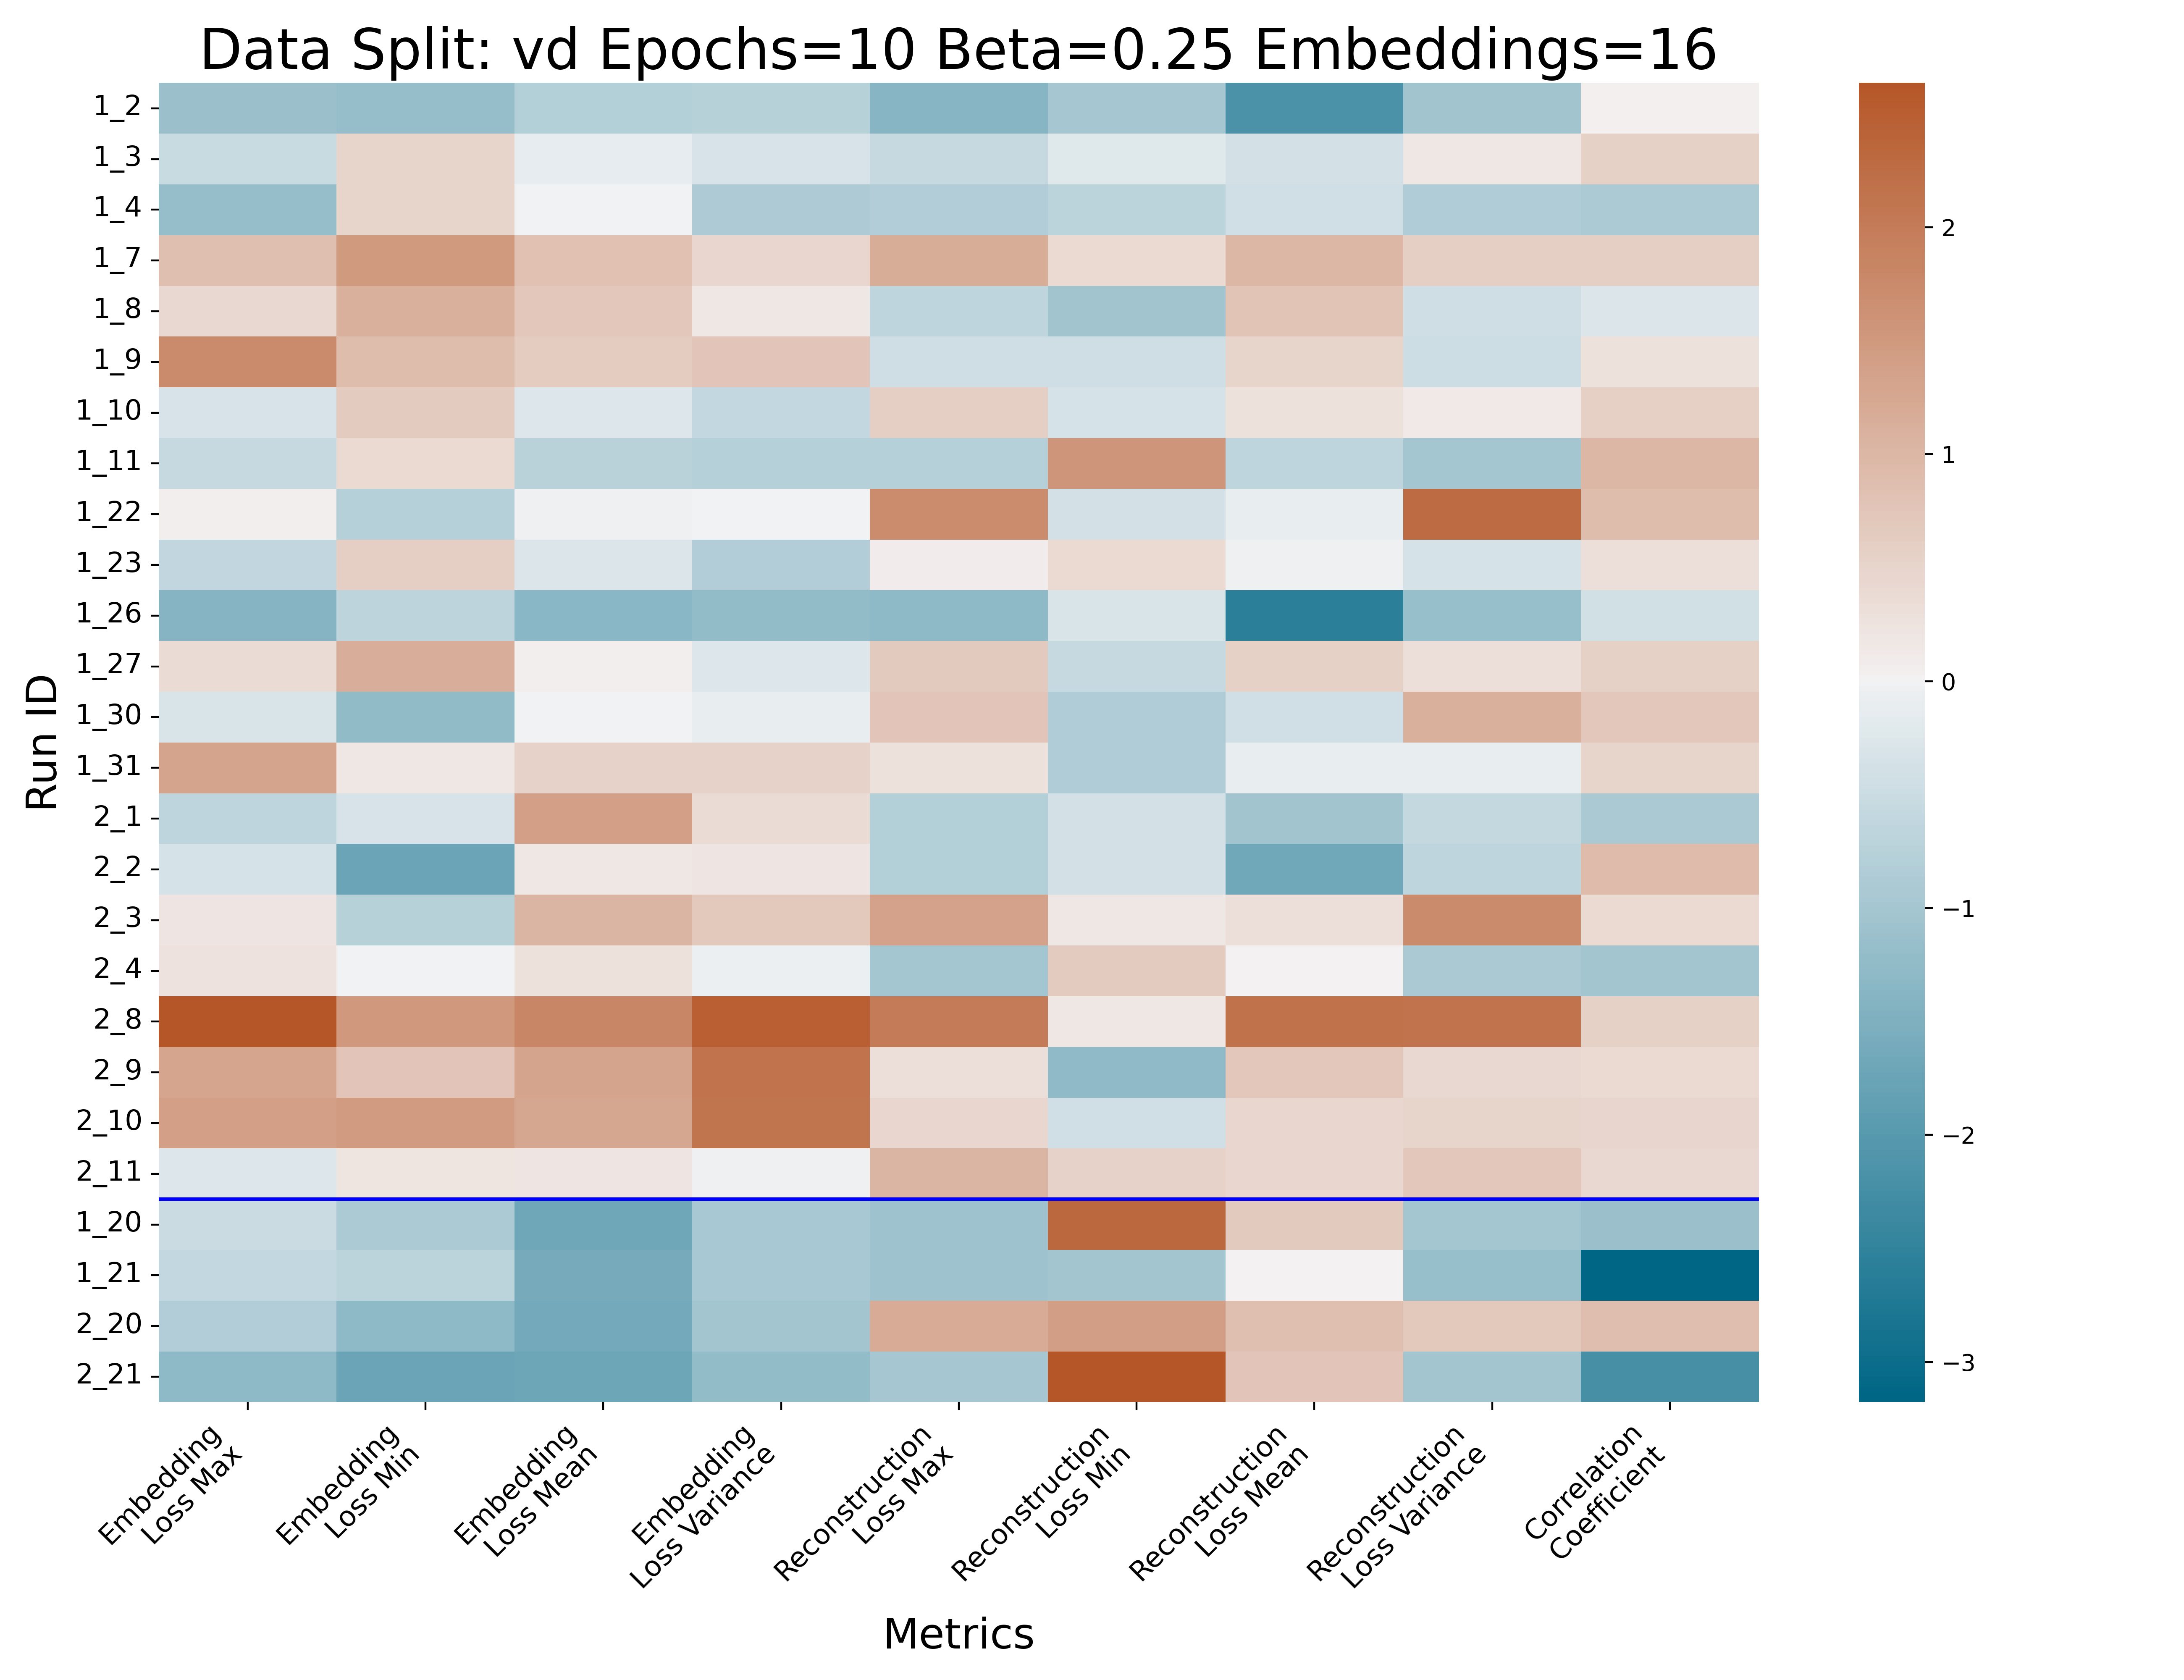 Data Split: vd Epochs=10 Beta=0.25 Embeddings=16
Run ID
1_2
1_3
1_4
1_7
1_8
1_9
1_10
1_11
1_22
1_23
1_26
1_27
1_30
1_31
2_1
2_2
2_3
2_4
2_8
2_9
2_10
2_11
1_20
1_21
2_20
2_21
Embedding
Loss Max
Embedding
Loss Min
Embedding
Loss Mean
Embedding
Loss Variance
Reconstruction
Loss Max
Reconstruction
Loss Min
Reconstruction
Loss Mean
Reconstruction
Loss Variance
Correlation
Coefficient
Metrics
2
1
0
−1
−2
−3